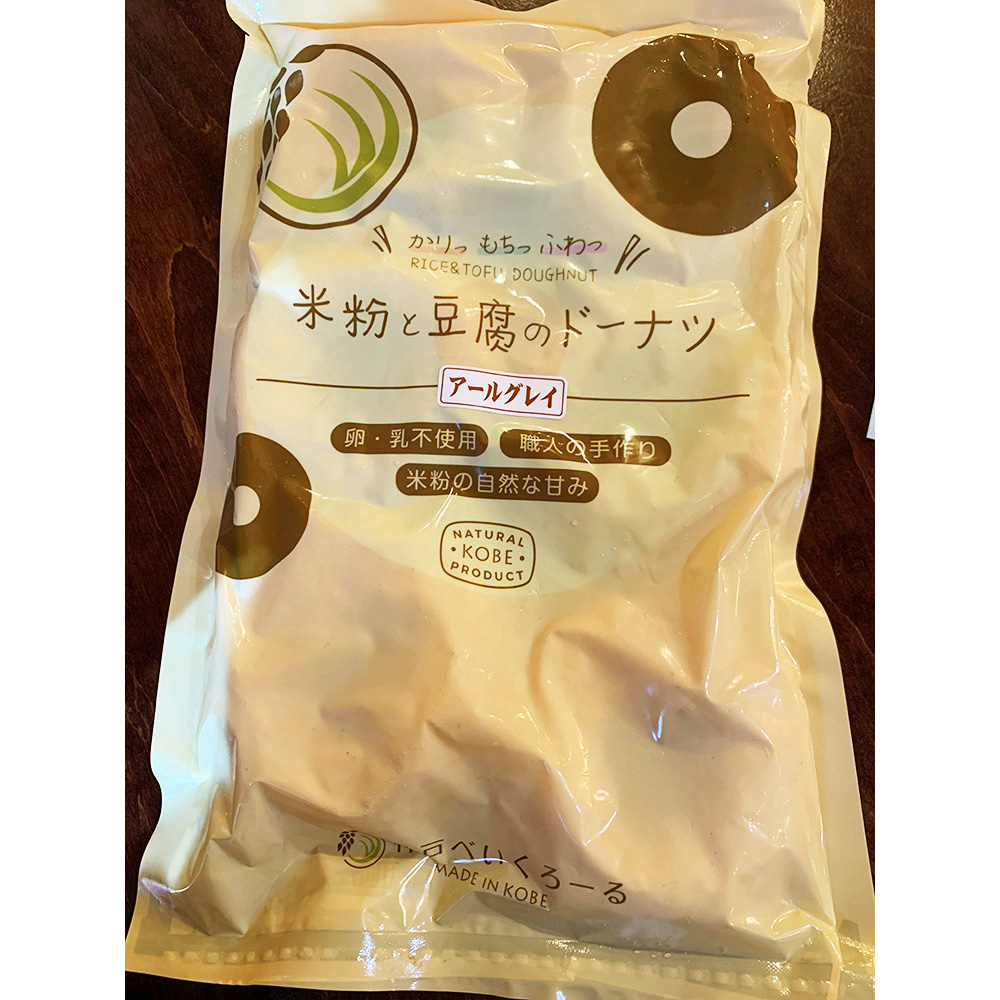 かりっ もちっ ふわっ
RICE&TOFU DOUGHNUT
米粉と豆腐のドーナツ
アールグレイ
卵・乳不使用 職人の手作り
米粉の自然な甘み
NATURAL
・KOBE・
PRODUCT
べいくろーる
MADE IN KOBE